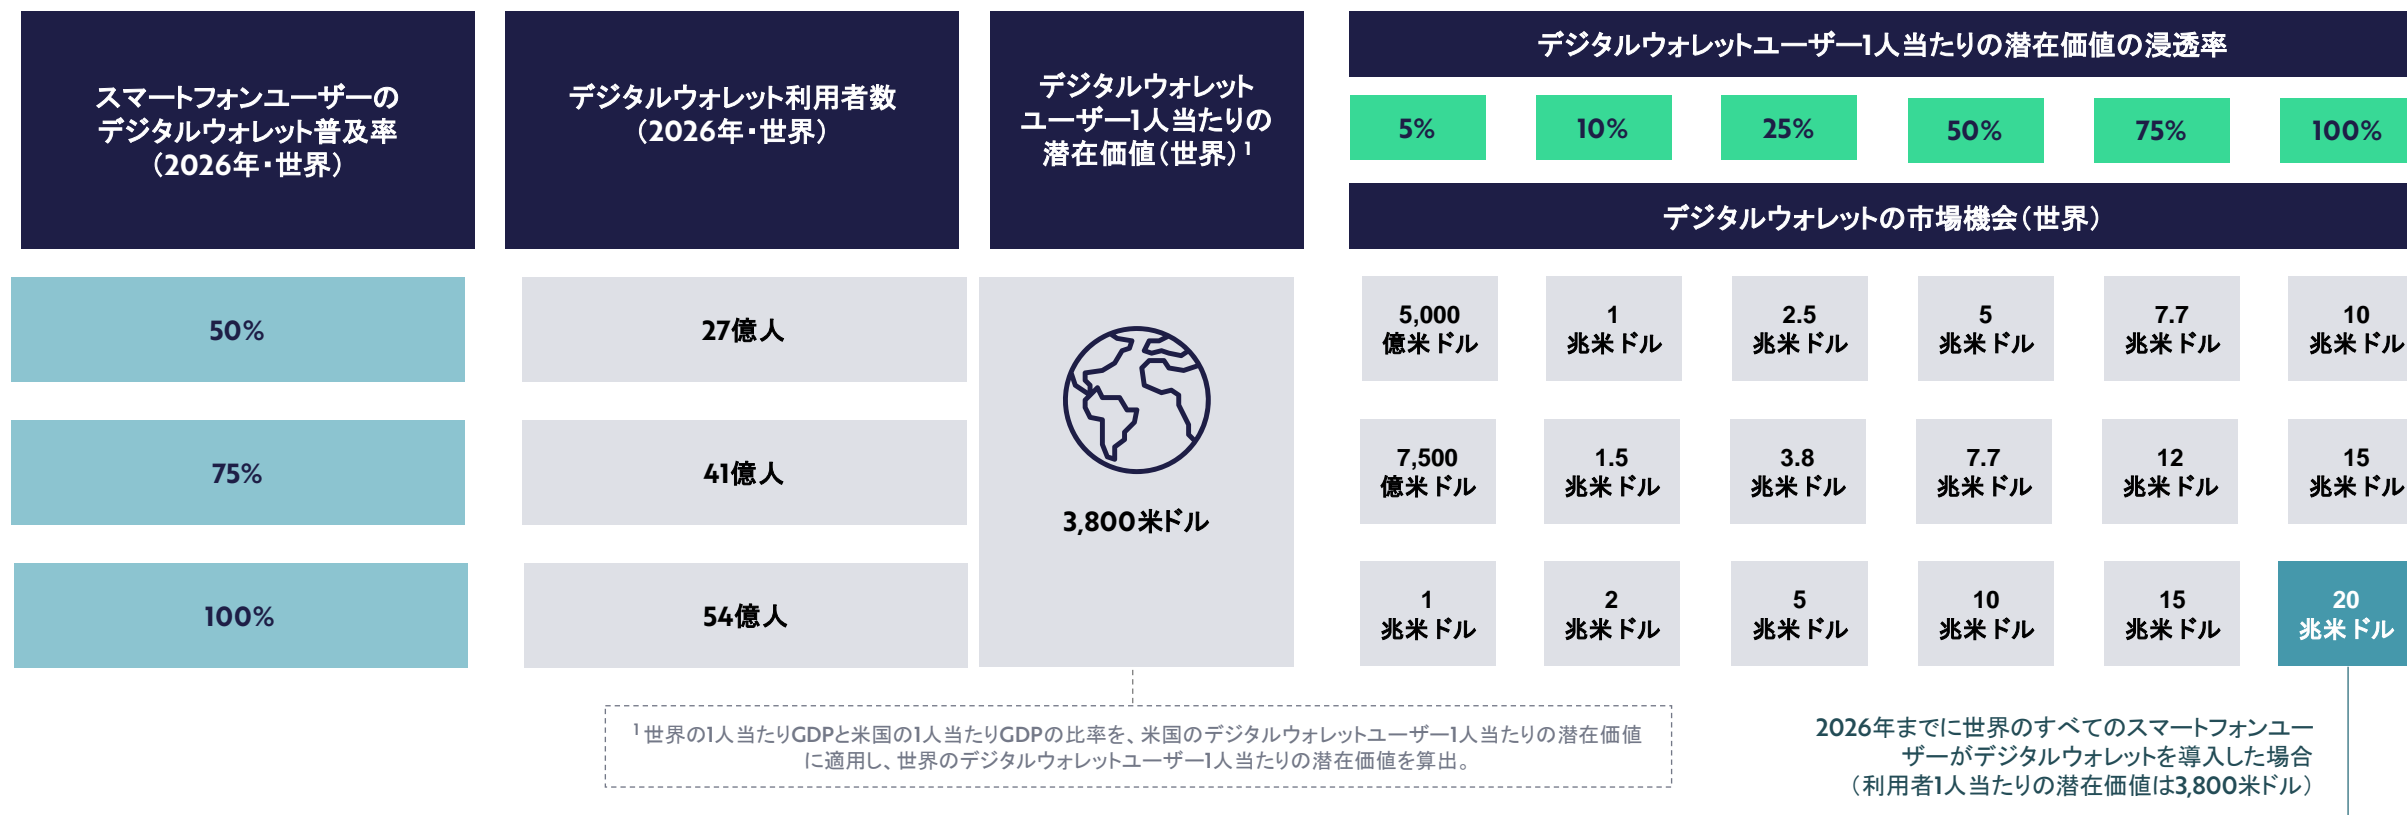 スマートフォンユーザーの
デジタルウォレット普及率
（2026年・世界）
デジタルウォレット利用者数
（2026年・世界）
デジタルウォレット
ユーザー1人当たりの
潜在価値（世界）1
デジタルウォレットユーザー1人当たりの潜在価値の浸透率
5% 10% 25% 50% 75% 100%
デジタルウォレットの市場機会（世界）
50%
27億人
5,000
億米ドル
1
兆米ドル
2.5
兆米ドル
5
兆米ドル
7.7
兆米ドル
10
兆米ドル
75%
41億人
3,800米ドル
7,500
億米ドル
1.5
兆米ドル
3.8
兆米ドル
7.7
兆米ドル
12
兆米ドル
15
兆米ドル
100%
54億人
1
兆米ドル
2
兆米ドル
5
兆米ドル
10
兆米ドル
15
兆米ドル
20
兆米ドル
1 世界の1人当たりGDPと米国の1人当たりGDPの比率を、米国のデジタルウォレットユーザー1人当たりの潜在価値
に適用し、世界のデジタルウォレットユーザー1人当たりの潜在価値を算出。
2026年までに世界のすべてのスマートフォンユー
ザーがデジタルウォレットを導入した場合
（利用者1人当たりの潜在価値は3,800米ドル）